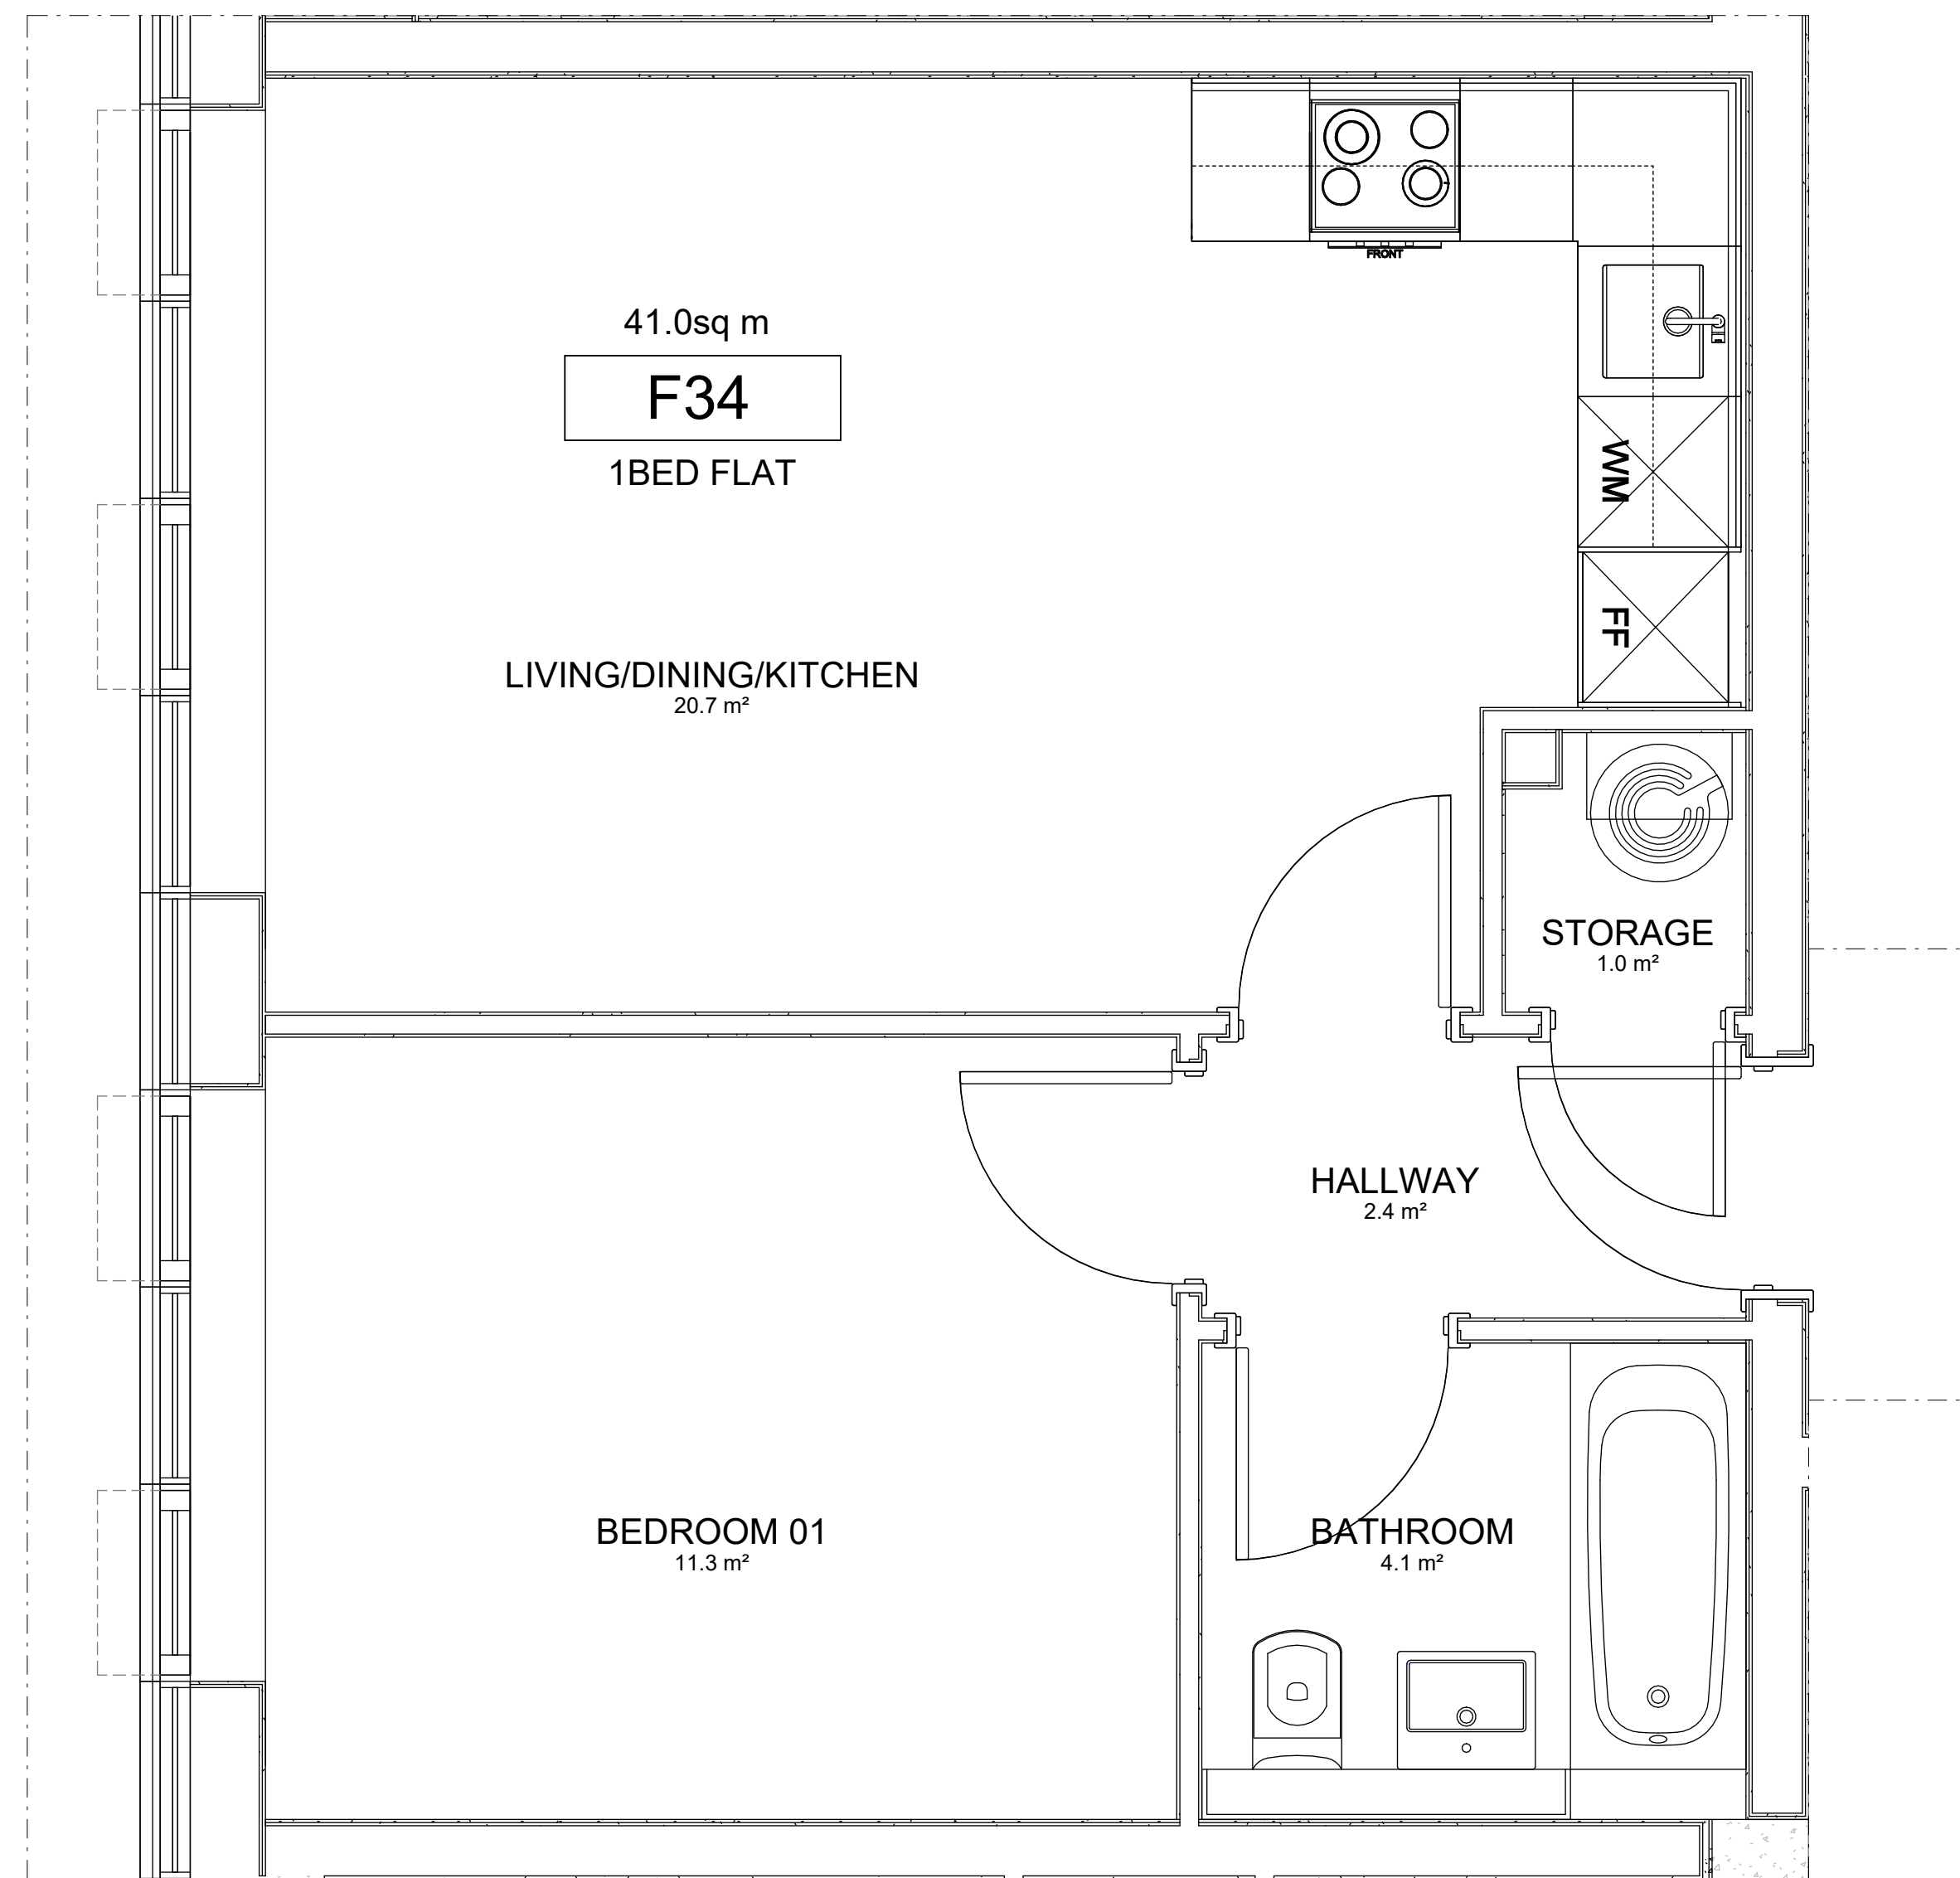 FRONT
41.0sq m
F34
1BED FLAT
WM
FF
LIVING/DINING/KITCHEN
20.7 m²
STORAGE
1.0 m²
HALLWAY
2.4 m²
BEDROOM 01
11.3 m²
BATHROOM
4.1 m²